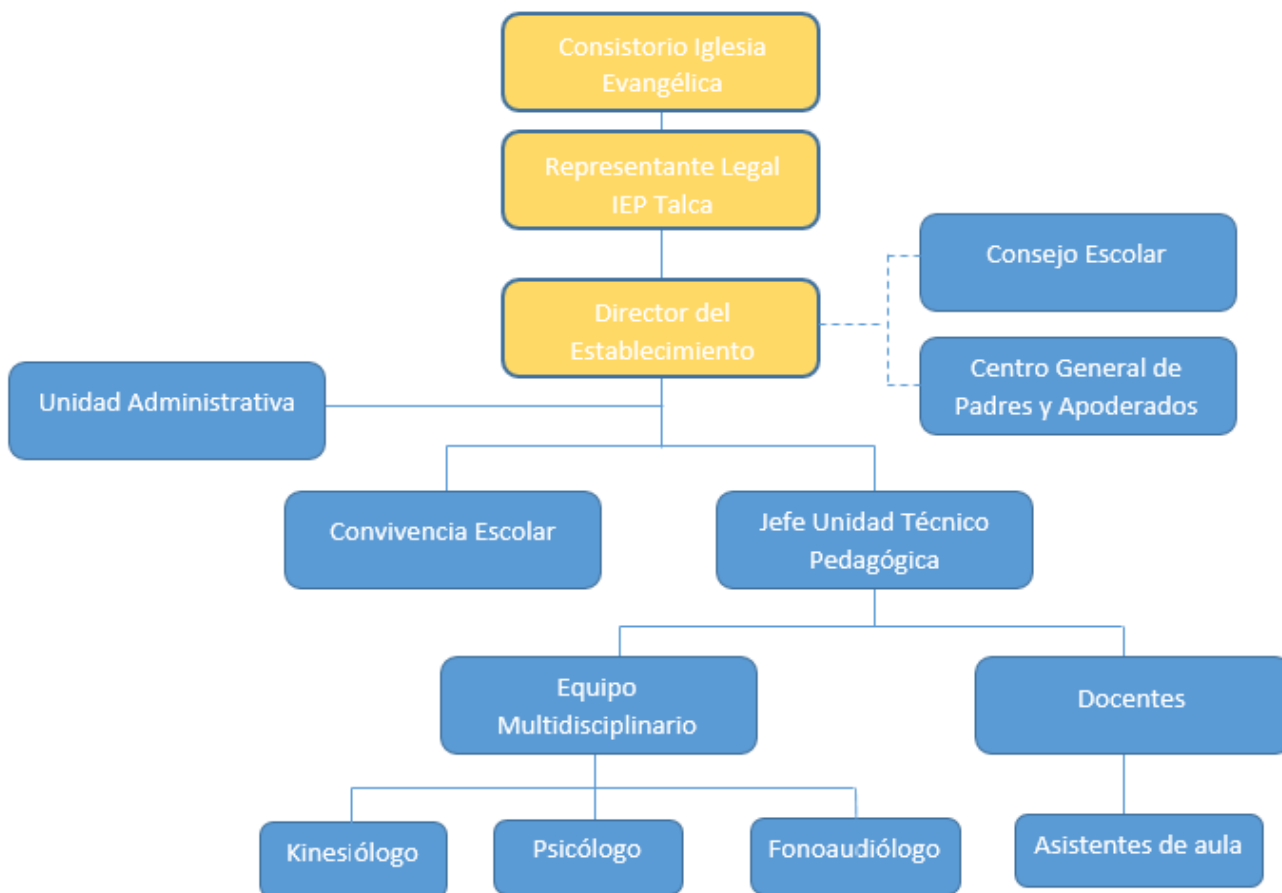 Consistorio Iglesia
Evangélica
Representante Legal
IEP Talca
Consejo Escolar
Director del
Establecimiento
Centro General de
Padres y Apoderados
Unidad Administrativa
Convivencia Escolar
Jefe Unidad Técnico
Pedagógica
Equipo
Multidisciplinario
Docentes
Kinesiólogo
Psicólogo
Fonoaudiólogo
Asistentes de aula